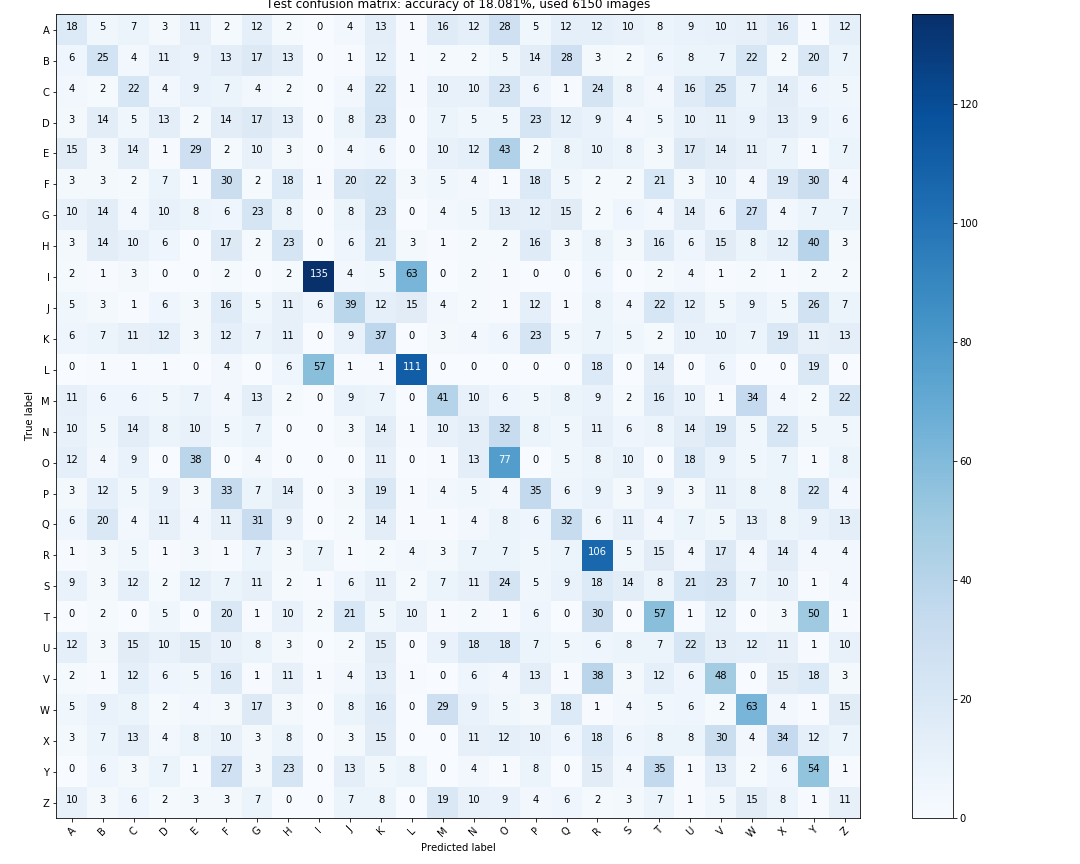 Test confusion matrix: accuracy of 18.081%, used 6150 images
A 18 5 7 3 11 2 12 2 0 4 13 1 16 12 28 5 12 12 10 8 9 10 11 16 1 12
B 6 25 4 11 9 13 17 13 0 1 12 1 2 2 5 14 28 3 2 6 8 7 22 2 20 7
C 4 2 22 4 9 7 4 2 0 4 22 1 10 10 23 6 1 24 8 4 16 25 7 14 6 5
D 3 14 5 13 2 14 17 13 0 8 23 0 7 5 5 23 12 9 4 5 10 11 9 13 9 6
E 15 3 14 1 29 2 10 3 0 4 6 0 10 12 43 2 8 10 8 3 17 14 11 7 1 7
F 3 3 2 7 1 30 2 18 1 20 22 3 5 4 1 18 5 2 2 21 3 10 4 19 30 4
G 10 14 4 10 8 6 23 8 0 8 23 0 4 5 13 12 15 2 6 4 14 6 27 4 7 7
H 3 14 10 6 0 17 2 23 0 6 21 3 1 2 2 16 3 8 3 16 6 15 8 12 40 3
I 2 1 3 0 0 2 0 2 135 4 5 63 0 2 1 0 0 6 0 2 4 1 2 1 2 2
J 5 3 1 6 3 16 5 11 6 39 12 15 4 2 1 12 1 8 4 22 12 5 9 5 26 7
K 6 7 11 12 3 12 7 11 0 9 37 0 3 4 6 23 5 7 5 2 10 10 7 19 11 13
L 0 1 1 1 0 4 0 6 57 1 1 111 0 0 0 0 0 18 0 14 0 6 0 0 19 0
M 11 6 6 5 7 4 13 2 0 9 7 0 41 10 6 5 8 9 2 16 10 1 34 4 2 22
N 10 5 14 8 10 5 7 0 0 3 14 1 10 13 32 8 5 11 6 8 14 19 5 22 5 5
O 12 4 9 0 38 0 4 0 0 0 11 0 1 13 77 0 5 8 10 0 18 9 5 7 1 8
P 3 12 5 9 3 33 7 14 0 3 19 1 4 5 4 35 6 9 3 9 3 11 8 8 22 4
Q 6 20 4 11 4 11 31 9 0 2 14 1 1 4 8 6 32 6 11 4 7 5 13 8 9 13
R 1 3 5 1 3 1 7 3 7 1 2 4 3 7 7 5 7 106 5 15 4 17 4 14 4 4
S 9 3 12 2 12 7 11 2 1 6 11 2 7 11 24 5 9 18 14 8 21 23 7 10 1 4
T 0 2 0 5 0 20 1 10 2 21 5 10 1 2 1 6 0 30 0 57 1 12 0 3 50 1
U 12 3 15 10 15 10 8 3 0 2 15 0 9 18 18 7 5 6 8 7 22 13 12 11 1 10
V 2 1 12 6 5 16 1 11 1 4 13 1 0 6 4 13 1 38 3 12 6 48 0 15 18 3
W 5 9 8 2 4 3 17 3 0 8 16 0 29 9 5 3 18 1 4 5 6 2 63 4 1 15
X 3 7 13 4 8 10 3 8 0 3 15 0 0 11 12 10 6 18 6 8 8 30 4 34 12 7
Y 0 6 3 7 1 27 3 23 0 13 5 8 0 4 1 8 0 15 4 35 1 13 2 6 54 1
Z 10 3 6 2 3 3 7 0 0 7 8 0 19 10 9 4 6 2 3 7 1 5 15 8 1 11
A B C D E F G H I J K L M N O P Q R S T U V W X Y Z
True label
Predicted label
120
100
80
60
40
20
0